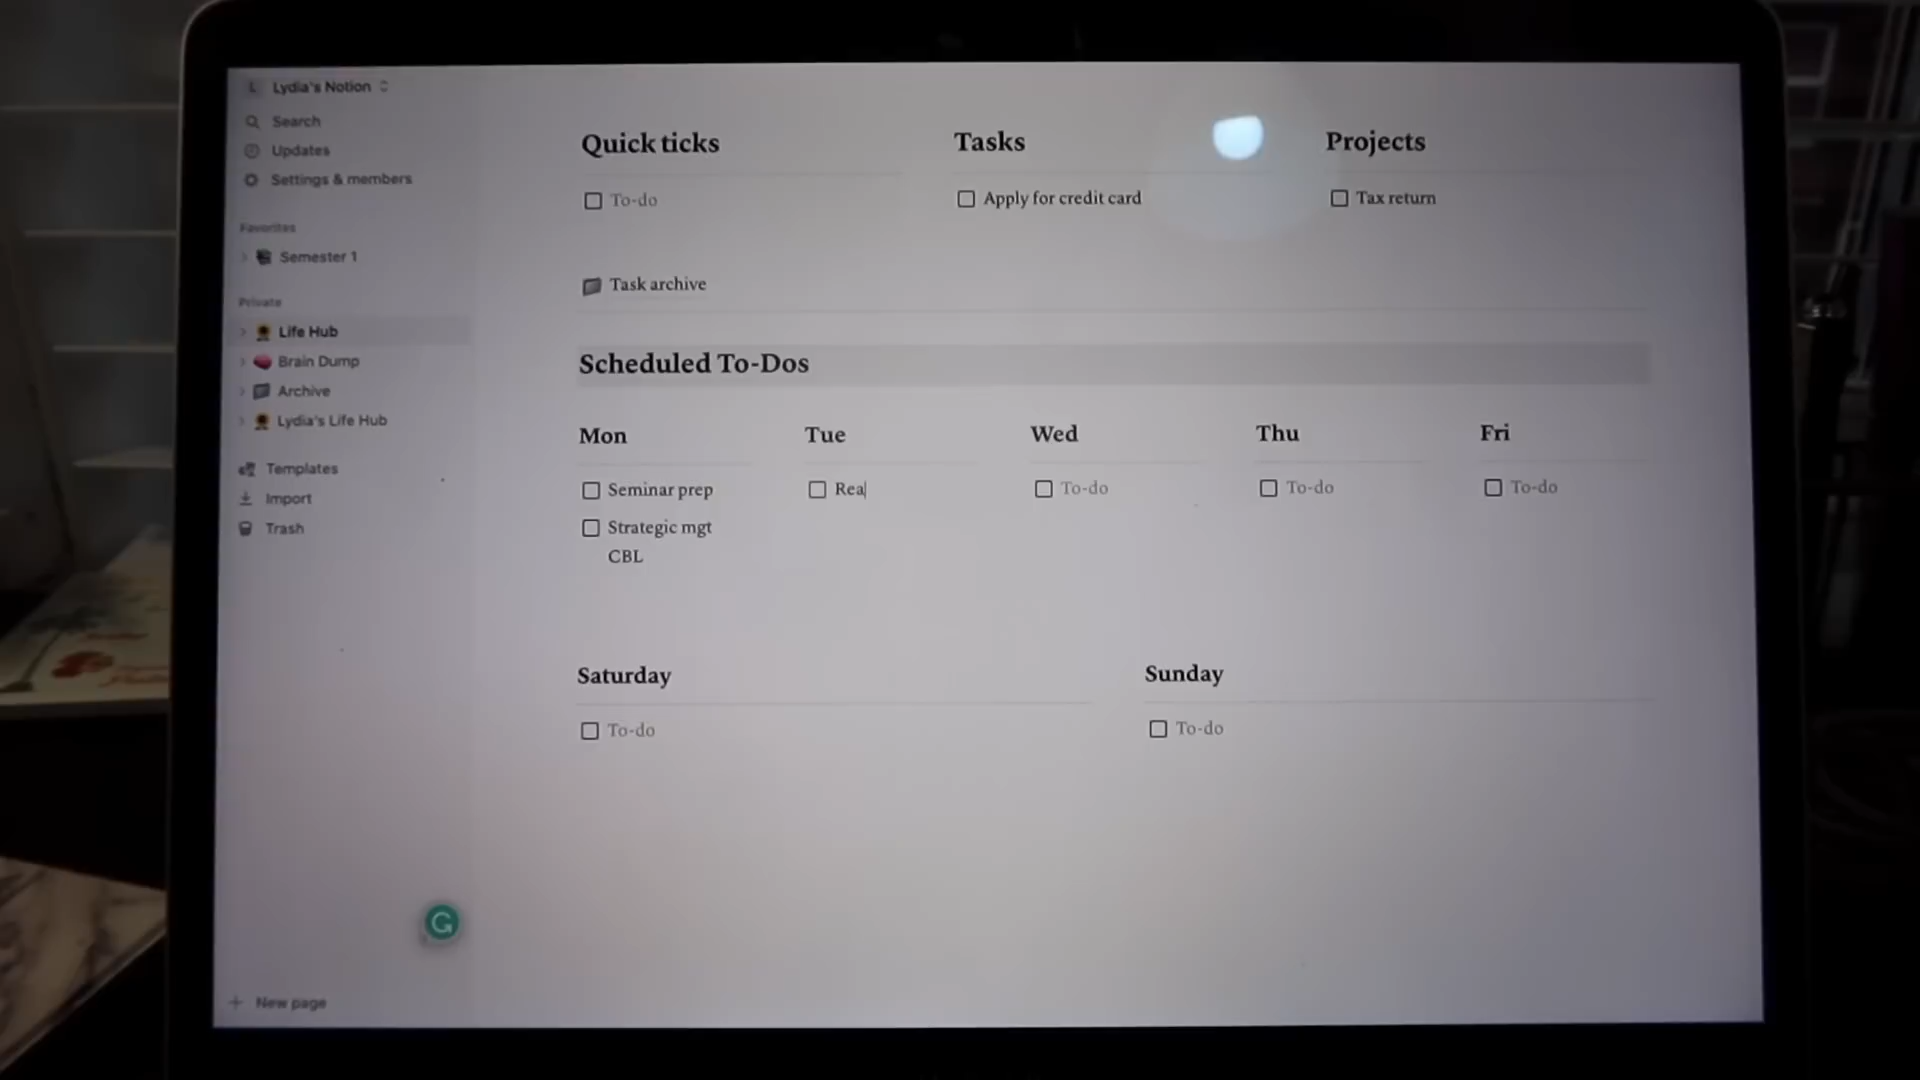 L Lydia's Notion
Search
Updates
Settings & members
Favorites
Semester 1
Private
Life Hub
Brain Dump
Archive
Lydia's Life Hub
Templates
Import
Trash
New page
Quick ticks
To-do
Tasks
Apply for credit card
Projects
Tax return
Task archive
Scheduled To-Dos
Mon
Seminar prep
Strategic mgt
CBL
Tue
Rea
Wed
To-do
Thu
To-do
Fri
To-do
Saturday
To-do
Sunday
To-do